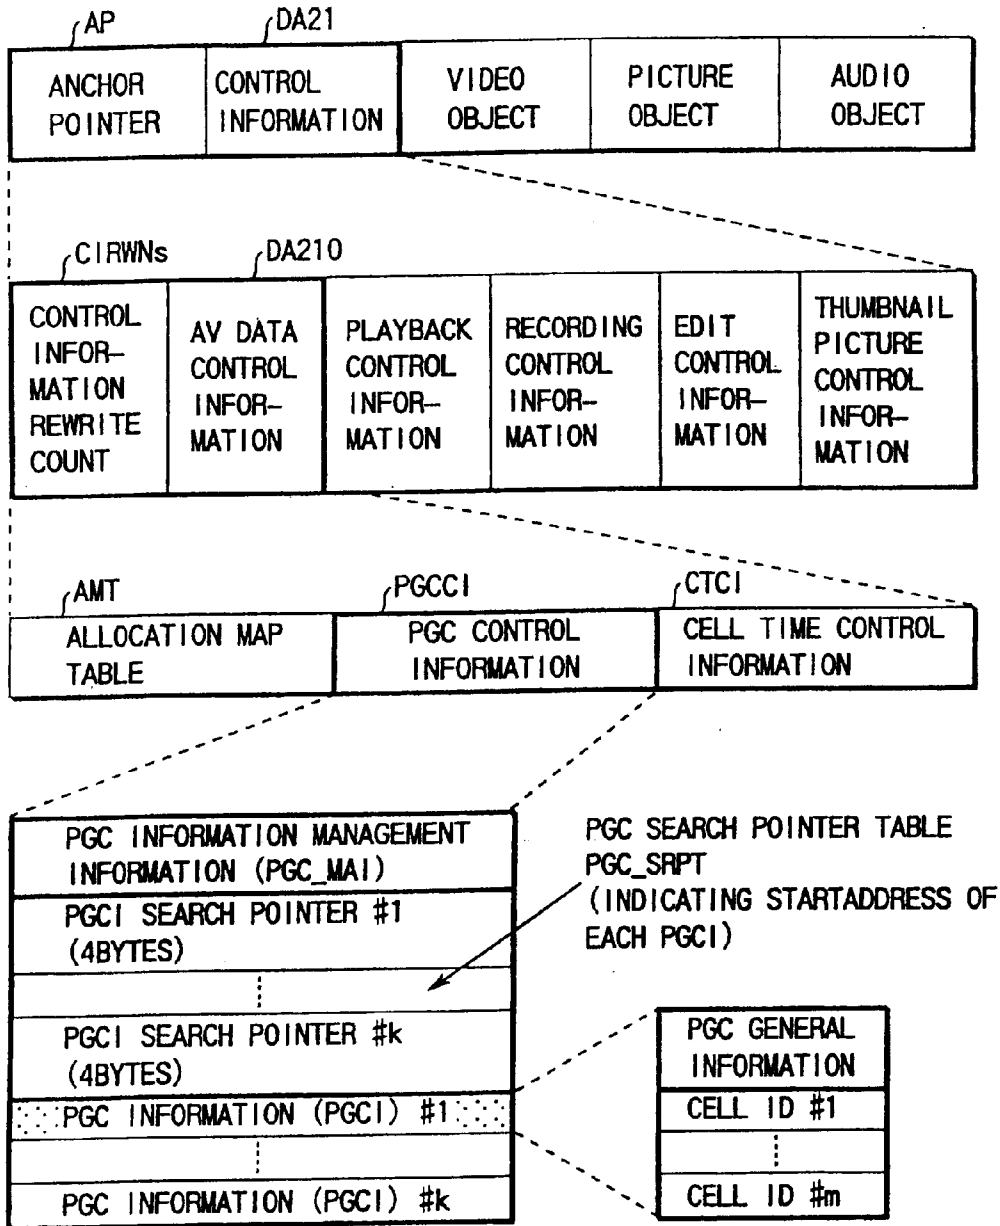 AP
DA21
ANCHOR
POINTER
CONTROL
INFORMATION
VIDEO
OBJECT
PICTURE
OBJECT
AUDIO
OBJECT
CIRWNs
DA210
CONTROL
INFOR-
MATION
REWRITE
COUNT
AV DATA
CONTROL
INFOR-
MATION
PLAYBACK
CONTROL
INFOR-
MATION
RECORDING
CONTROL
INFOR-
MATION
EDIT
CONTROL
INFOR-
MATION
THUMBNAIL
PICTURE
CONTROL
INFOR-
MATION
AMT
PGCCI
CTCI
ALLOCATION MAP
TABLE
PGC CONTROL
INFORMATION
CELL TIME CONTROL
INFORMATION
PGC INFORMATION MANAGEMENT
INFORMATION (PGC_MAI)
PGCI SEARCH POINTER #1
(4BYTES)
PGCI SEARCH POINTER #k
(4BYTES)
PGC INFORMATION (PGCI) #1
PGC INFORMATION (PGCI) #k
PGC SEARCH POINTER TABLE
PGC_SRPT
(INDICATING STARTADDRESS OF
EACH PGCI)
PGC GENERAL
INFORMATION
CELL ID #1
CELL ID #m